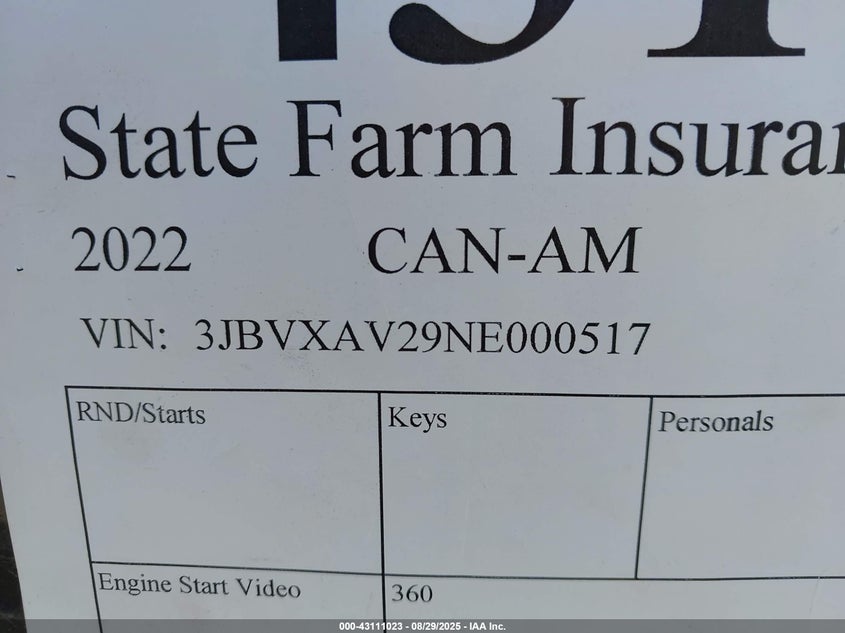 State Farm
2022 CAN-AM
VIN: 3JBVXAV29NE000517
RND/Starts Keys Personals
Engine Start Video 360
000-43111023 - 08/29/2025 - IAA Inc.